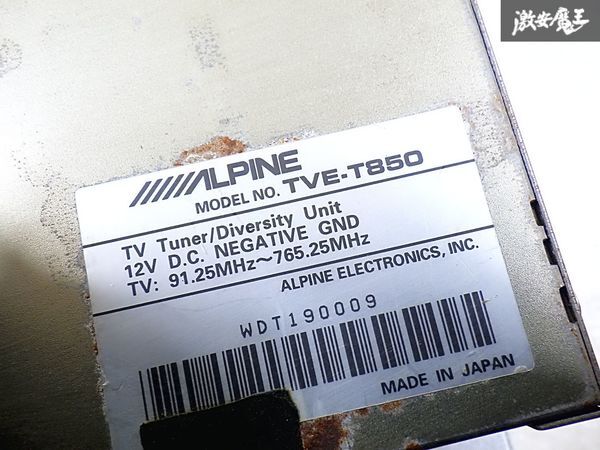 激安魔王
ALPINE
MODEL NO. TVE-T850
TV Tuner/Diversity Unit
12V D.C. NEGATIVE GND
TV: 91.25MHz～765.25MHz
ALPINE ELECTRONICS, INC.
WDT190009
MADE IN JAPAN